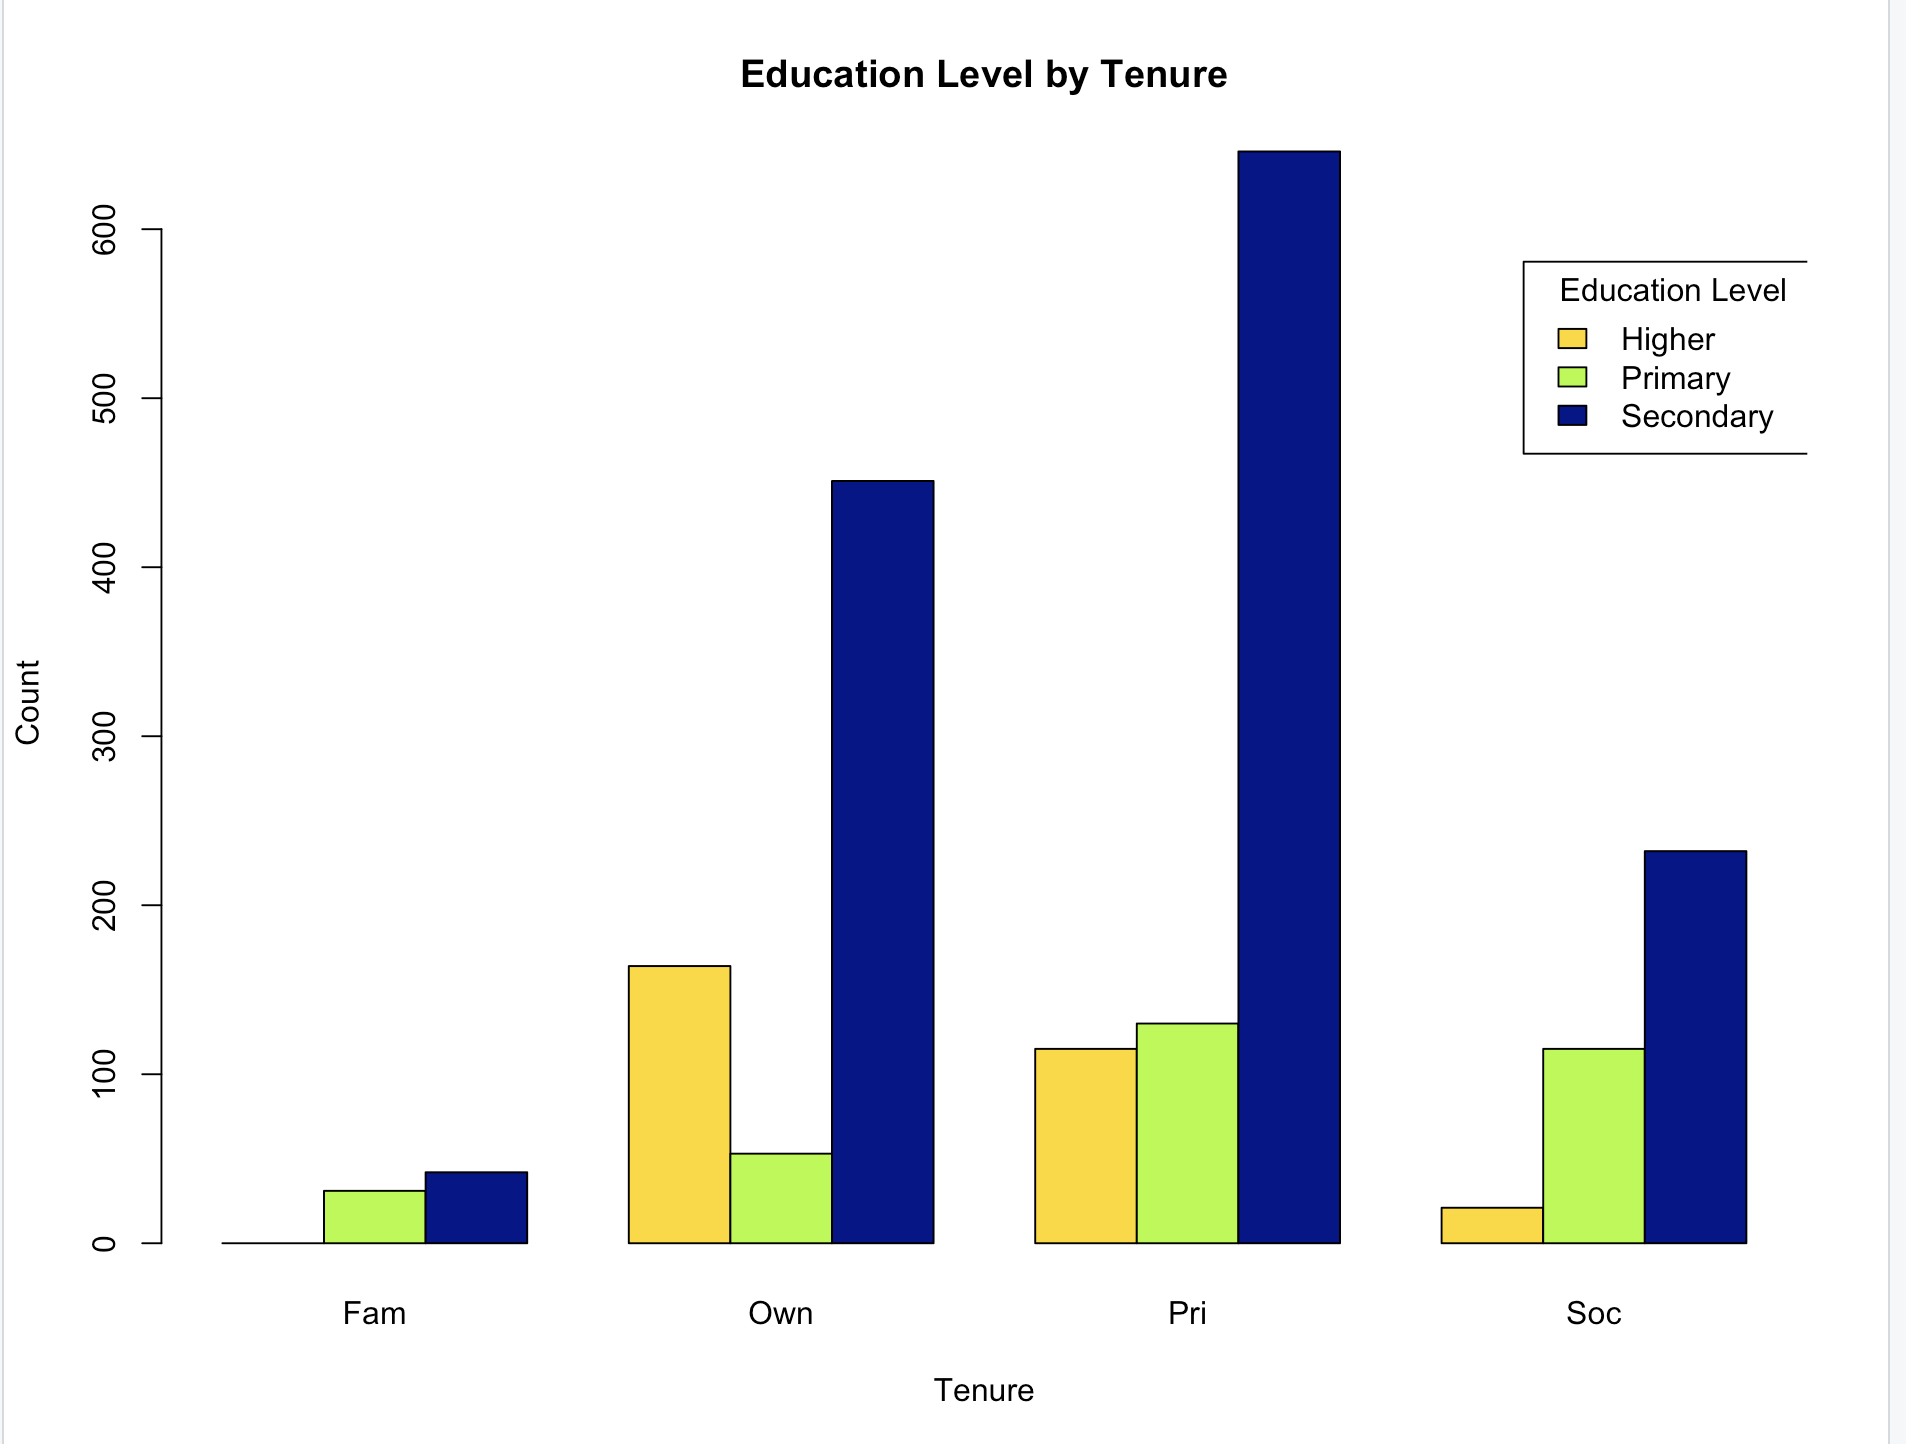 Education Level by Tenure
600
500
400
300
200
100
0
Count
Education Level
Higher
Primary
Secondary
Fam Own Pri Soc
Tenure